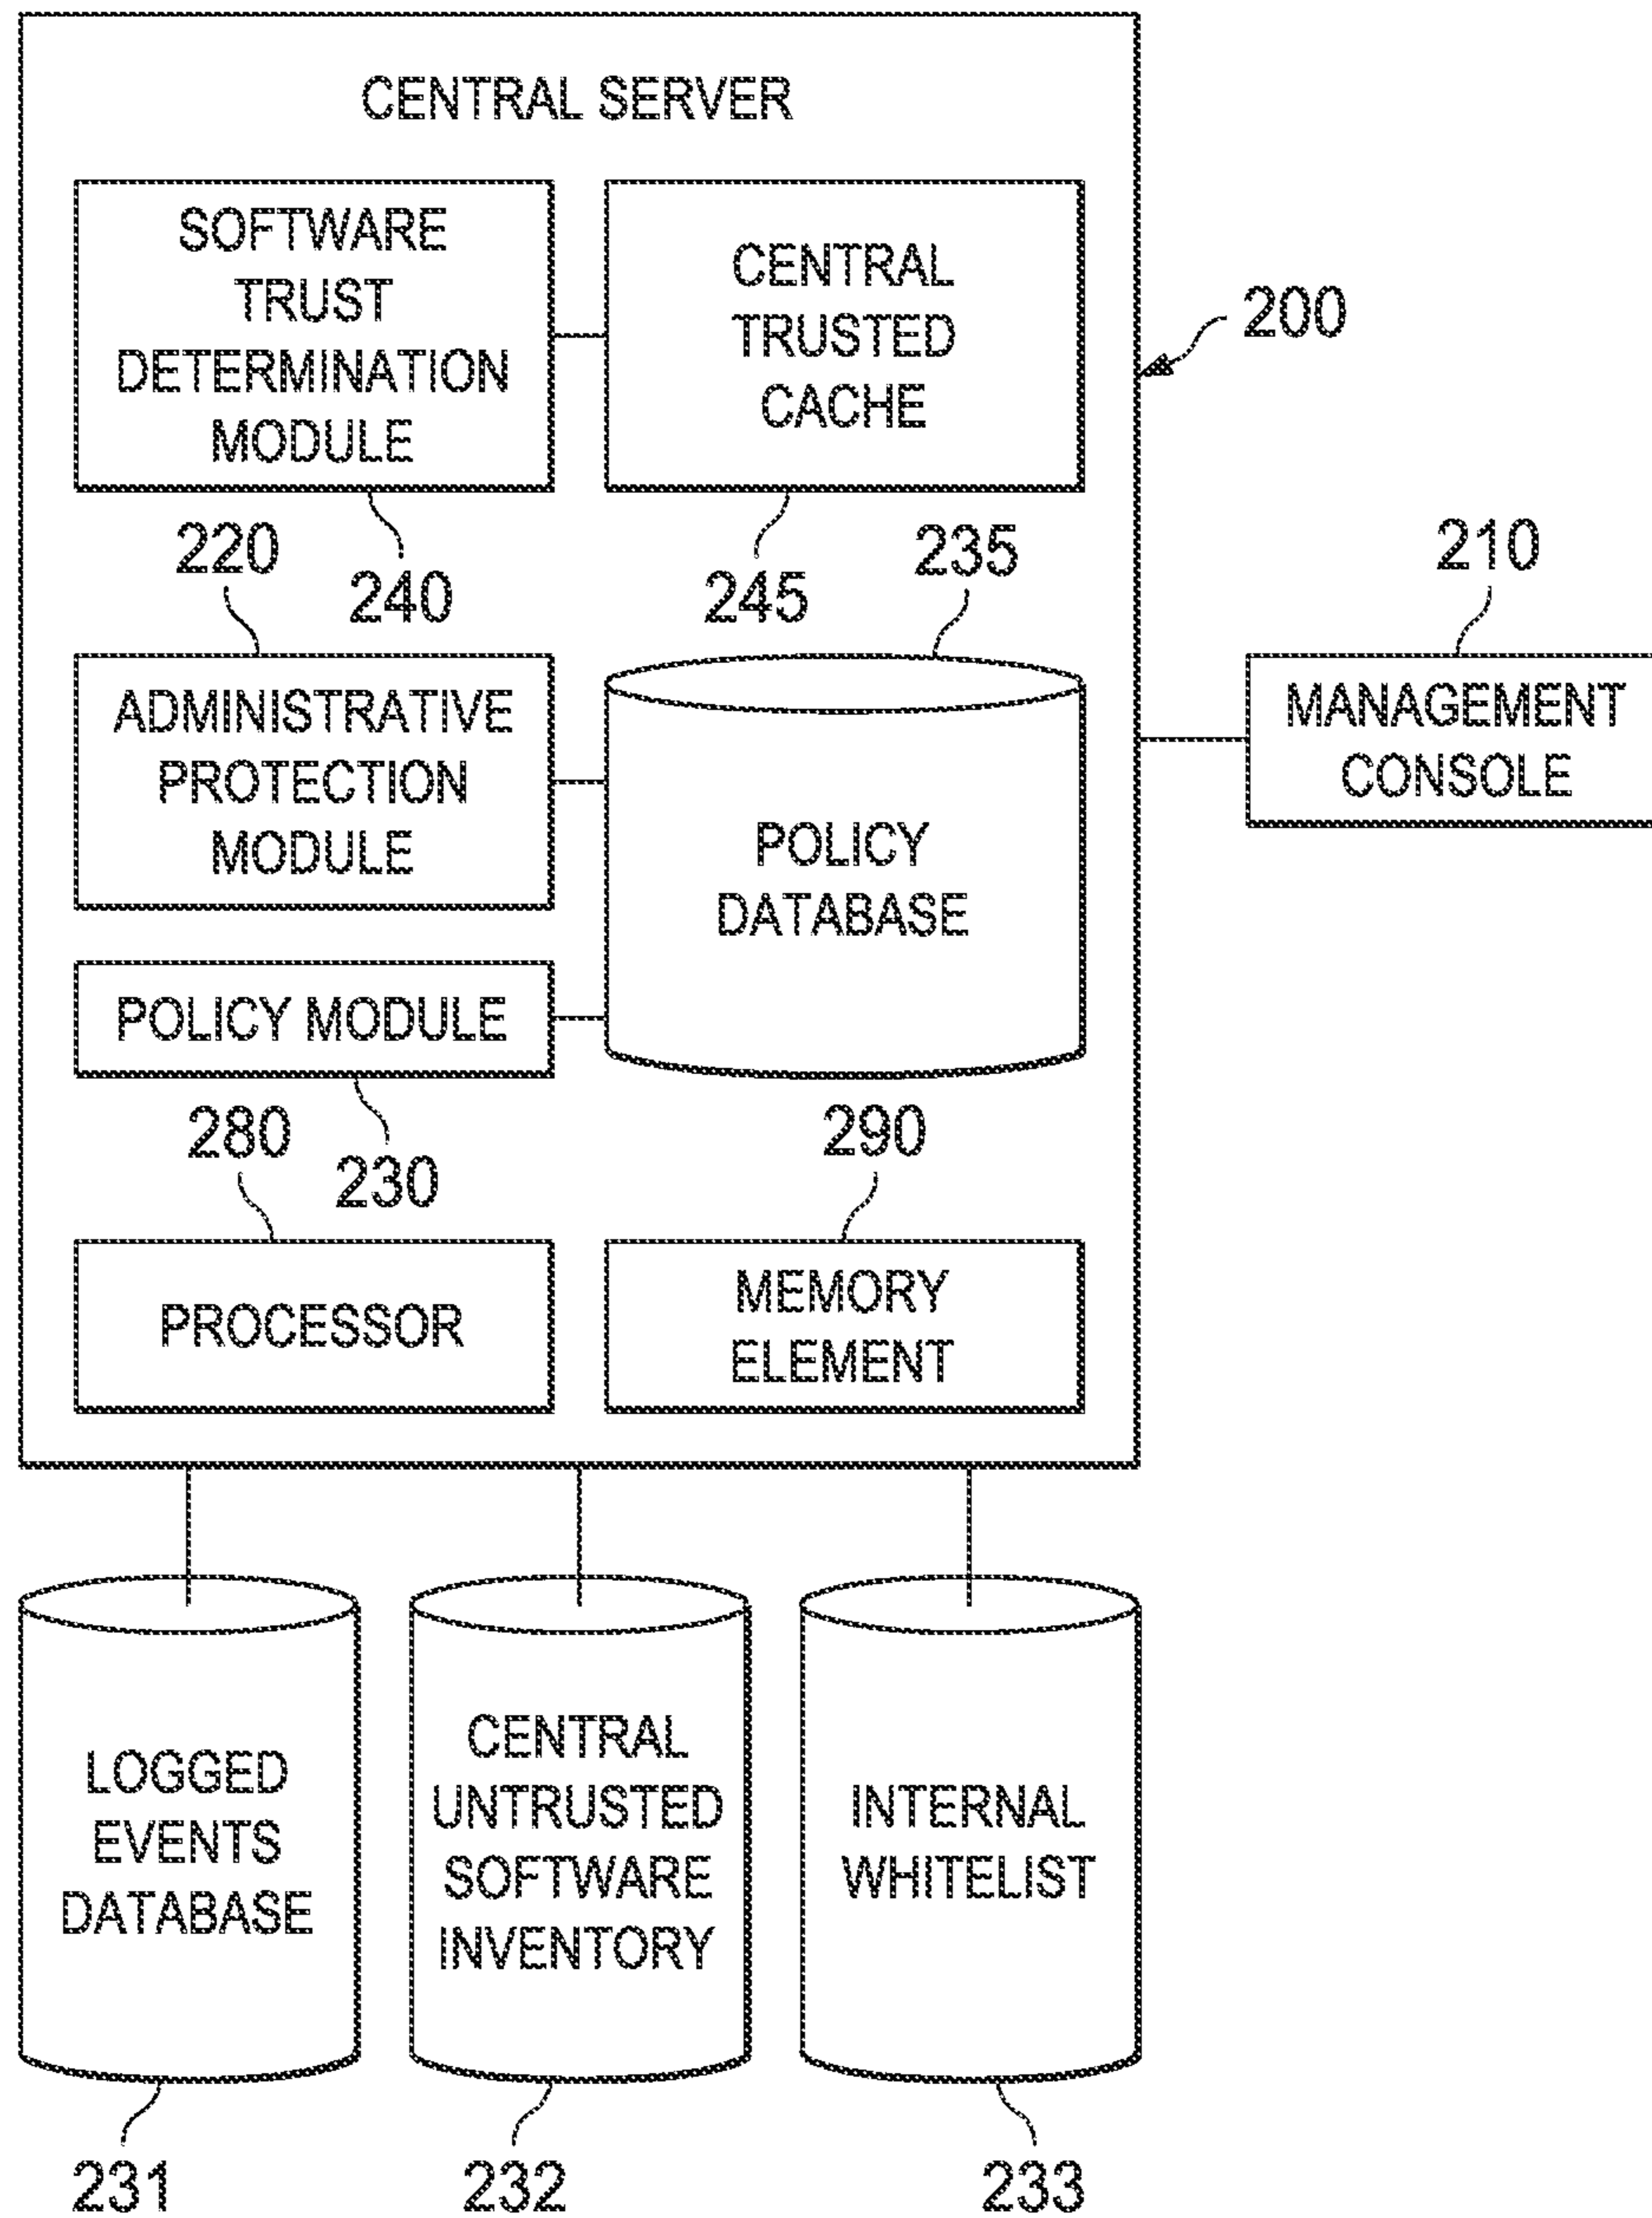 CENTRAL SERVER
SOFTWARE
TRUST
DETERMINATION
MODULE
CENTRAL
TRUSTED
CACHE
200
220
240
245
235
210
ADMINISTRATIVE
PROTECTION
MODULE
POLICY
DATABASE
MANAGEMENT
CONSOLE
POLICY MODULE
280
230
290
PROCESSOR
MEMORY
ELEMENT
LOGGED
EVENTS
DATABASE
CENTRAL
UNTRUSTED
SOFTWARE
INVENTORY
INTERNAL
WHITELIST
231
232
233